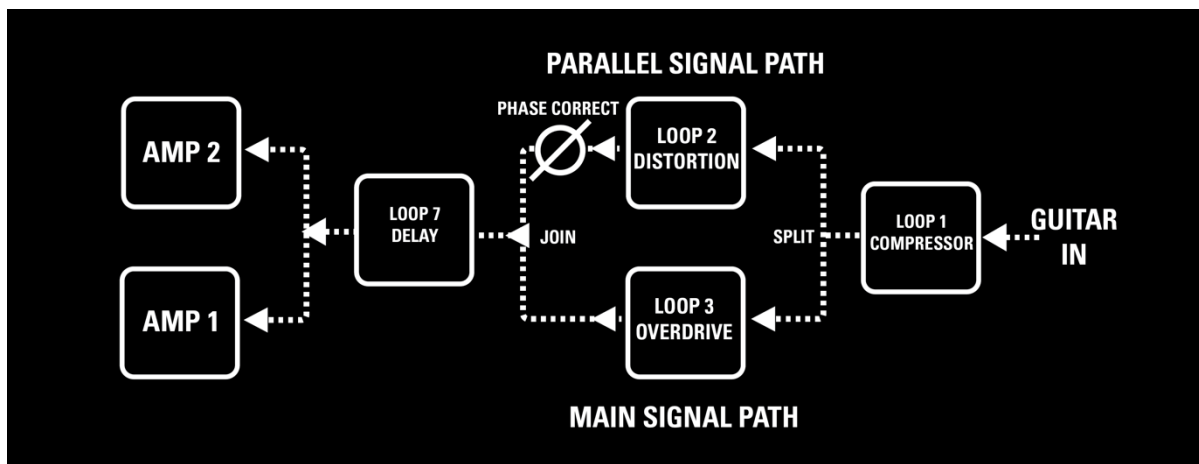 PARALLEL SIGNAL PATH
PHASE CORRECT
AMP 2
LOOP 2
DISTORTION
LOOP 7
DELAY
JOIN
SPLIT
LOOP 1
COMPRESSOR
GUITAR
IN
AMP 1
LOOP 3
OVERDRIVE
MAIN SIGNAL PATH